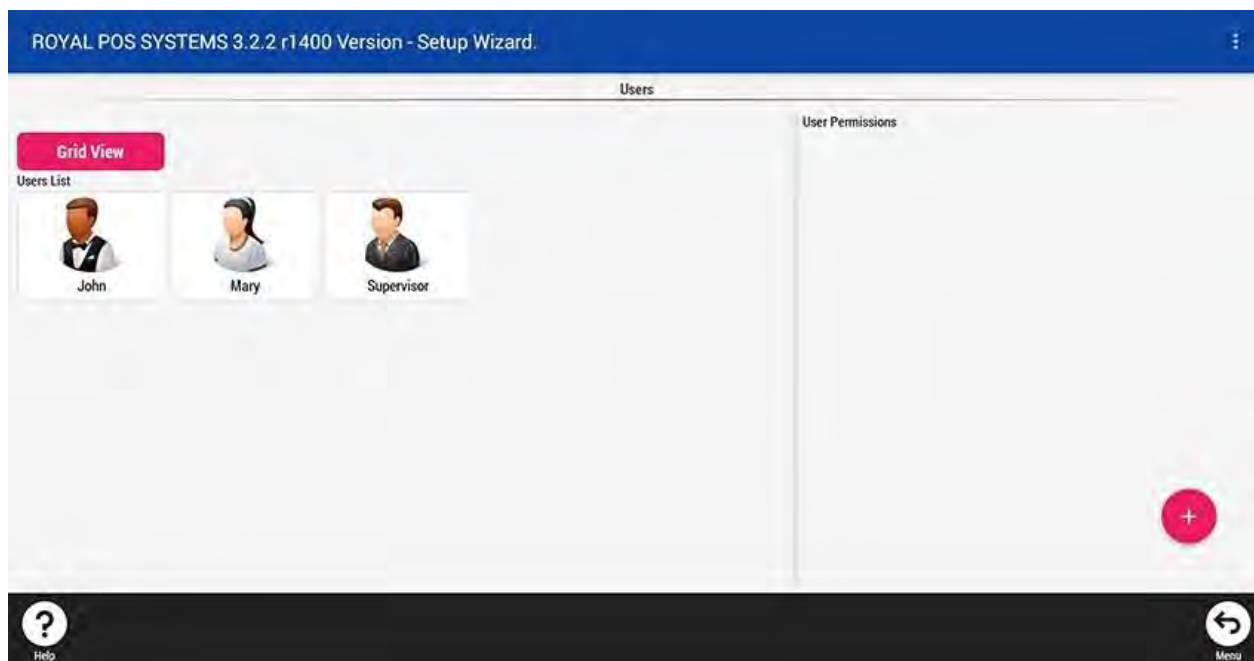 ROYAL POS SYSTEMS 3.2.2 r1400 Version - Setup Wizard.
Users
User Permissions
Grid View
Users List
John
Mary
Supervisor
+
?
Help
Menu